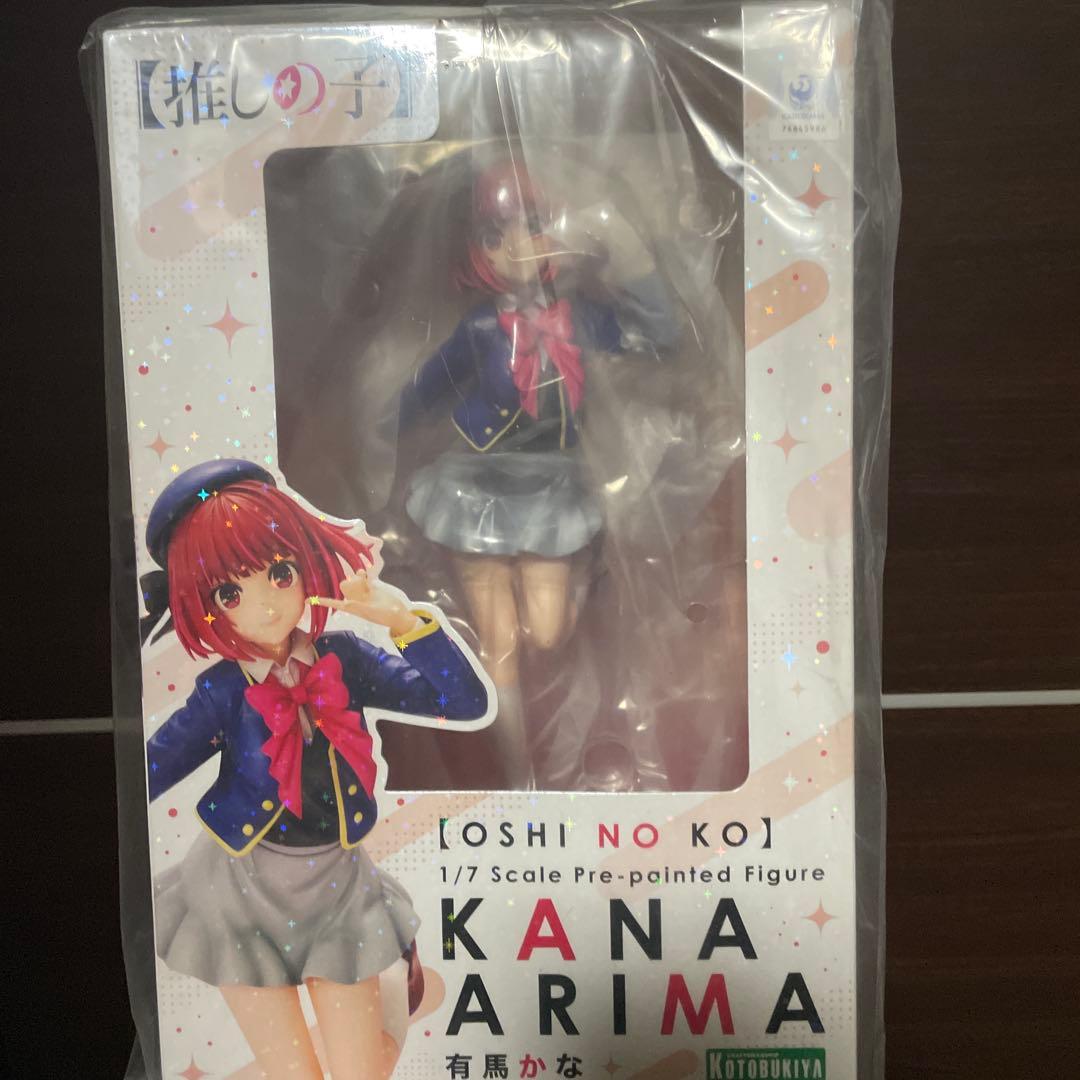 【推しの子】
【OSHI NO KO】
1/7 Scale Pre-painted Figure
KANA
ARIMA
有馬かな
KOTOBUKIYA